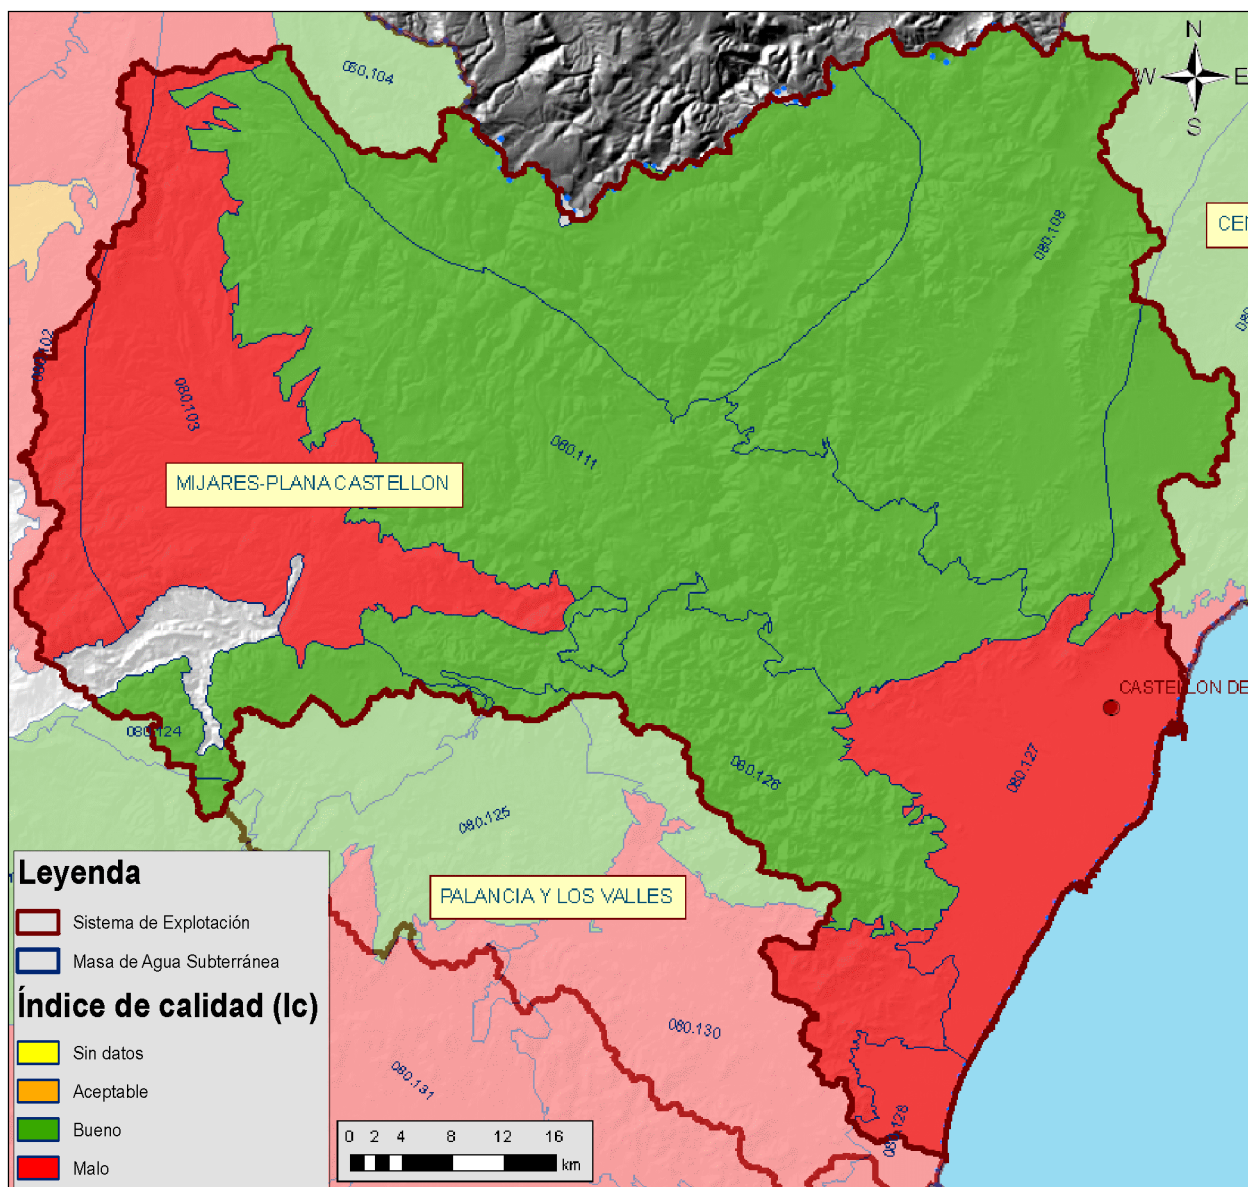 N
W E
S
080.104
080.108
CEN
080.102
080.103
080.111
MIJARES-PLANA CASTELLON
CASTELLON DE
080.124
080.126
080.127
080.125
PALANCIA Y LOS VALLES
080.130
080.131
080.128
Leyenda
Sistema de Explotación
Masa de Agua Subterránea
Índice de calidad (Ic)
Sin datos
Aceptable
Bueno
Malo
0 2 4 8 12 16
km